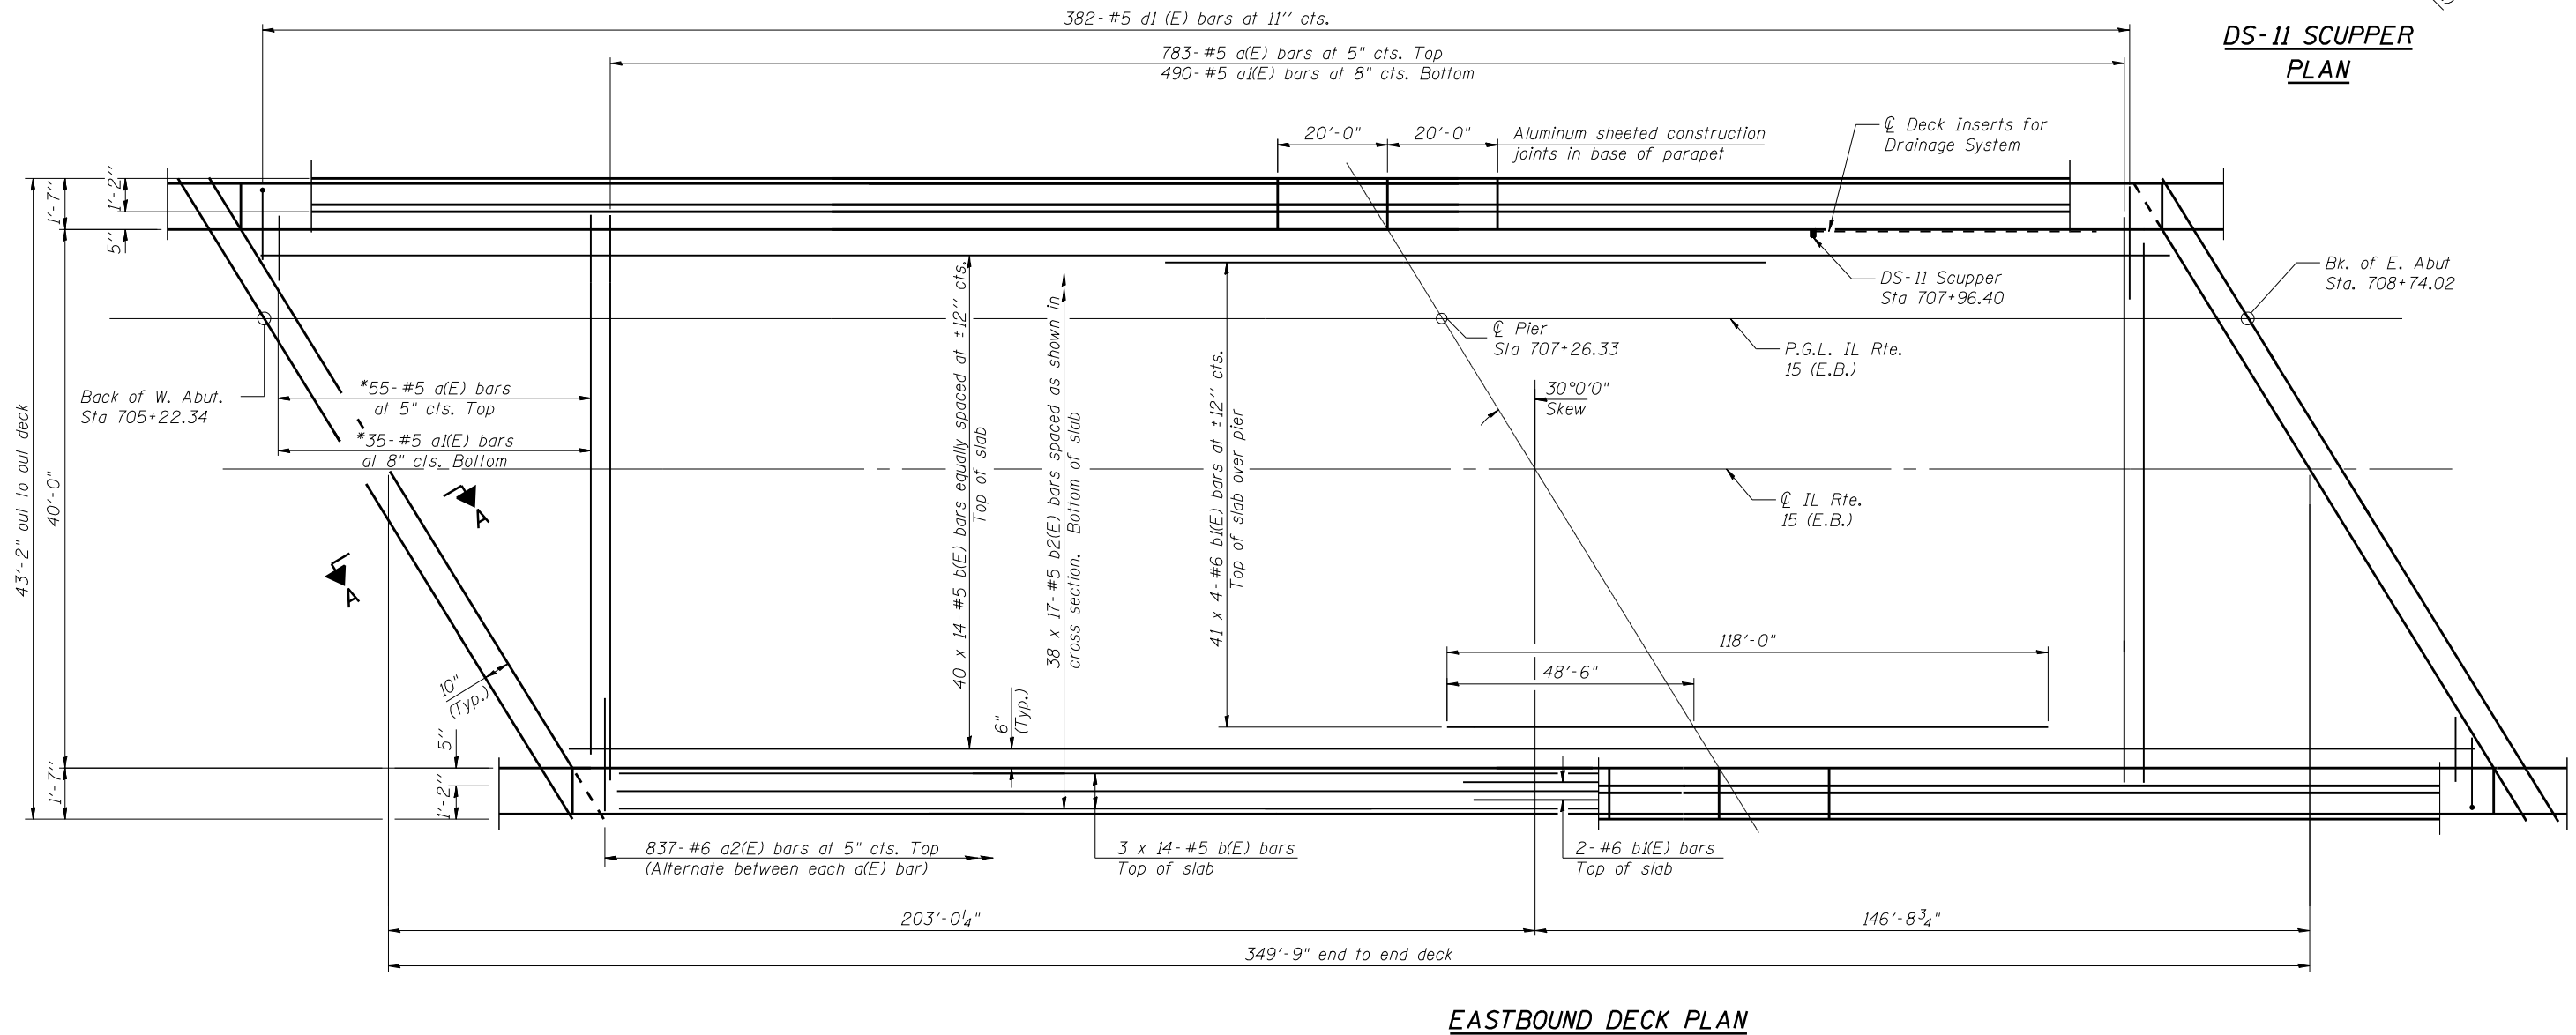 382-#5 d1 (E) bars at 11" cts.
DS-11 SCUPPER
PLAN
783-#5 a(E) bars at 5" cts. Top
490-#5 a1(E) bars at 8" cts. Bottom
20'-0"
20'-0"
Aluminum sheeted construction
joints in base of parapet
℄ Deck Inserts for
Drainage System
1'-7"
1'-2"
5"
DS-11 Scupper
Sta 707+96.40
Bk. of E. Abut
Sta. 708+74.02
℄ Pier
Sta 707+26.33
P.G.L. IL Rte.
15 (E.B.)
Back of W. Abut.
Sta 705+22.34
*55-#5 a(E) bars
at 5" cts. Top
*35-#5 a1(E) bars
at 8" cts. Bottom
30°0'0"
Skew
43'-2" out to out deck
40'-0"
40 x 14-#5 b(E) bars equally spaced at ±12" cts.
Top of slab
38 x 17-#5 b2(E) bars spaced as shown in
cross section. Bottom of slab
41 x 4-#6 b1(E) bars at ±12" cts.
Top of slab over pier
℄ IL Rte.
15 (E.B.)
A
A
118'-0"
48'-6"
10"
(Typ.)
6"
(Typ.)
5"
1'-7"
1'-2"
837-#6 a2(E) bars at 5" cts. Top
(Alternate between each a(E) bar)
3 x 14-#5 b(E) bars
Top of slab
2-#6 b1(E) bars
Top of slab
203'-0¼"
146'-8¾"
349'-9" end to end deck
EASTBOUND DECK PLAN